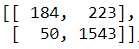 [[ 184,  223],
 [  50, 1543]]